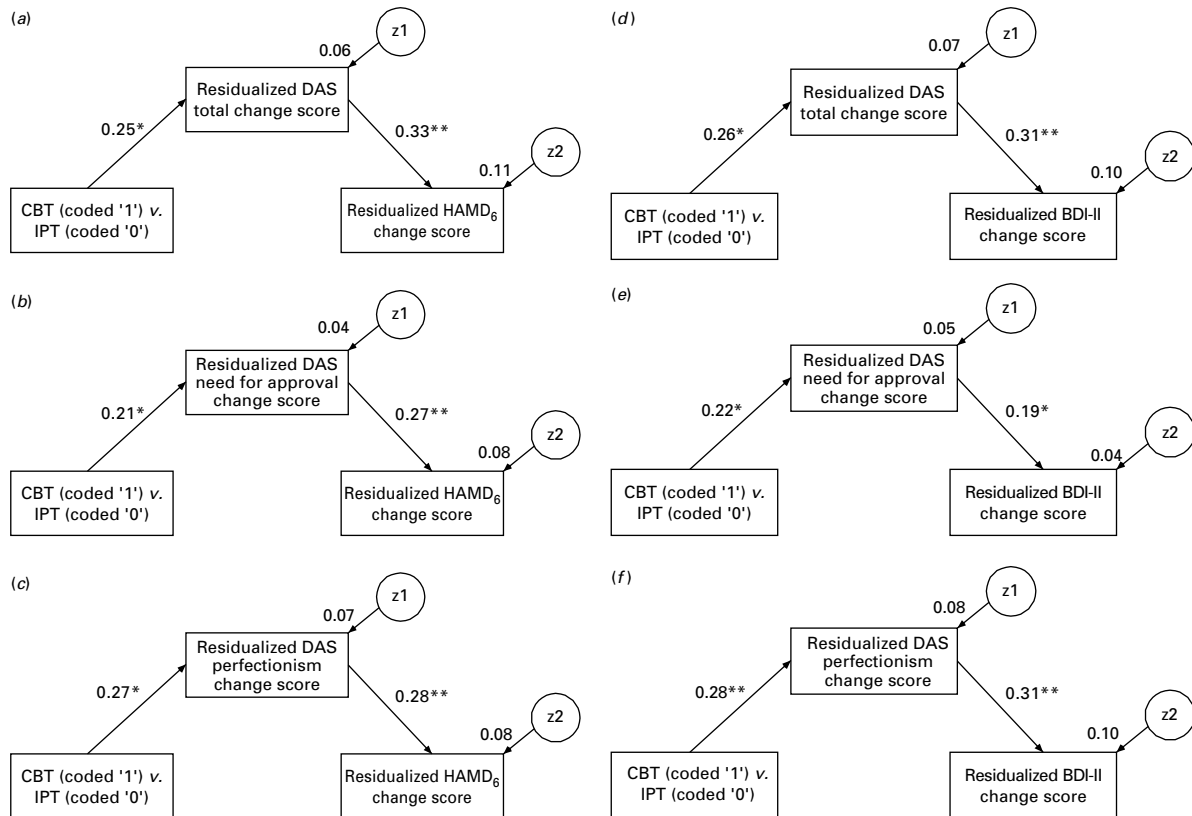 (a)
z1
0.06
Residualized DAS
total change score
0.25*
0.33**
z2
0.11
CBT (coded '1') v.
IPT (coded '0')
Residualized HAMD₆
change score
(d)
z1
0.07
Residualized DAS
total change score
0.26*
0.31**
z2
0.10
CBT (coded '1') v.
IPT (coded '0')
Residualized BDI-II
change score
(b)
z1
0.04
Residualized DAS
need for approval
change score
0.21*
0.27**
z2
0.08
CBT (coded '1') v.
IPT (coded '0')
Residualized HAMD₆
change score
(e)
z1
0.05
Residualized DAS
need for approval
change score
0.22*
0.19*
z2
0.04
CBT (coded '1') v.
IPT (coded '0')
Residualized BDI-II
change score
(c)
z1
0.07
Residualized DAS
perfectionism
change score
0.27*
0.28**
z2
0.08
CBT (coded '1') v.
IPT (coded '0')
Residualized HAMD₆
change score
(f)
z1
0.08
Residualized DAS
perfectionism
change score
0.28**
0.31**
z2
0.10
CBT (coded '1') v.
IPT (coded '0')
Residualized BDI-II
change score